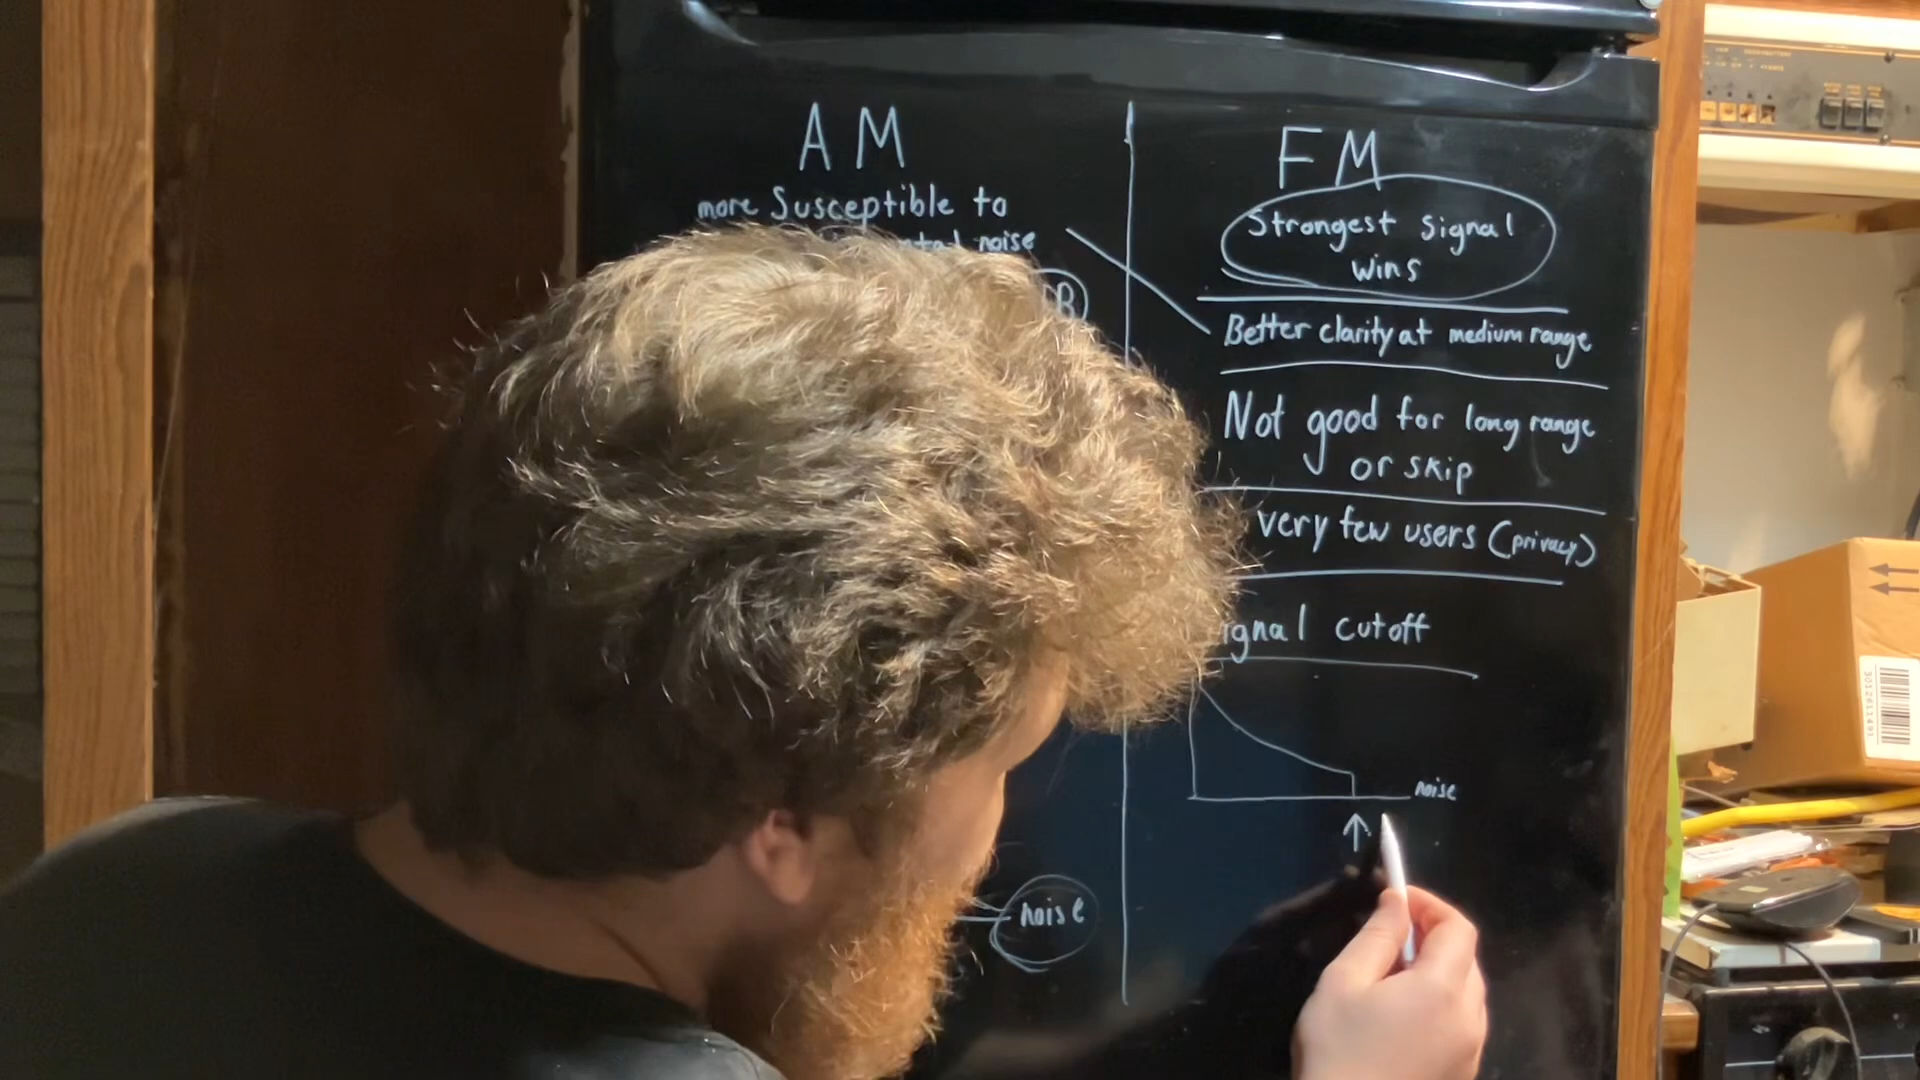 AM
more Susceptible to
noise
B
noise
FM
Strongest Signal
wins
Better clarity at medium range
Not good for long range
or skip
very few users (privacy)
ignal cutoff
noise